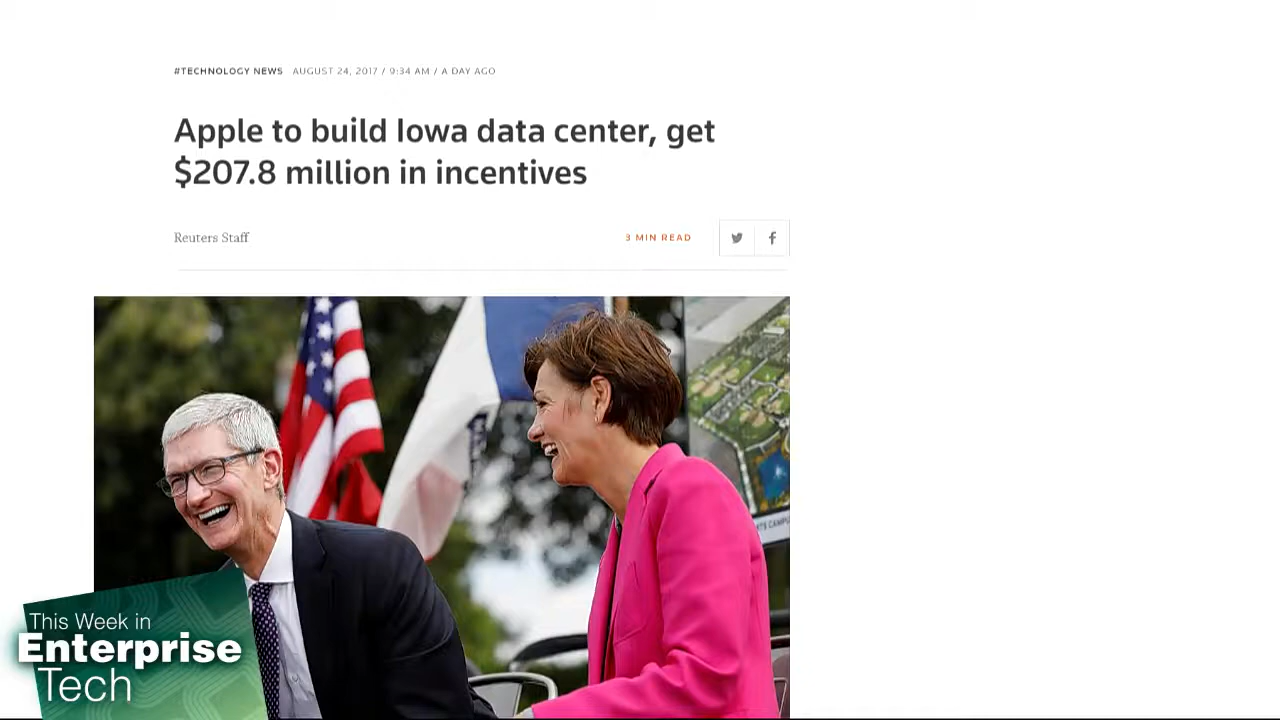 #TECHNOLOGY NEWS AUGUST 24, 2017 / 9:34 AM / A DAY AGO
Apple to build Iowa data center, get
$207.8 million in incentives
Reuters Staff
3 MIN READ
This Week in
Enterprise
Tech